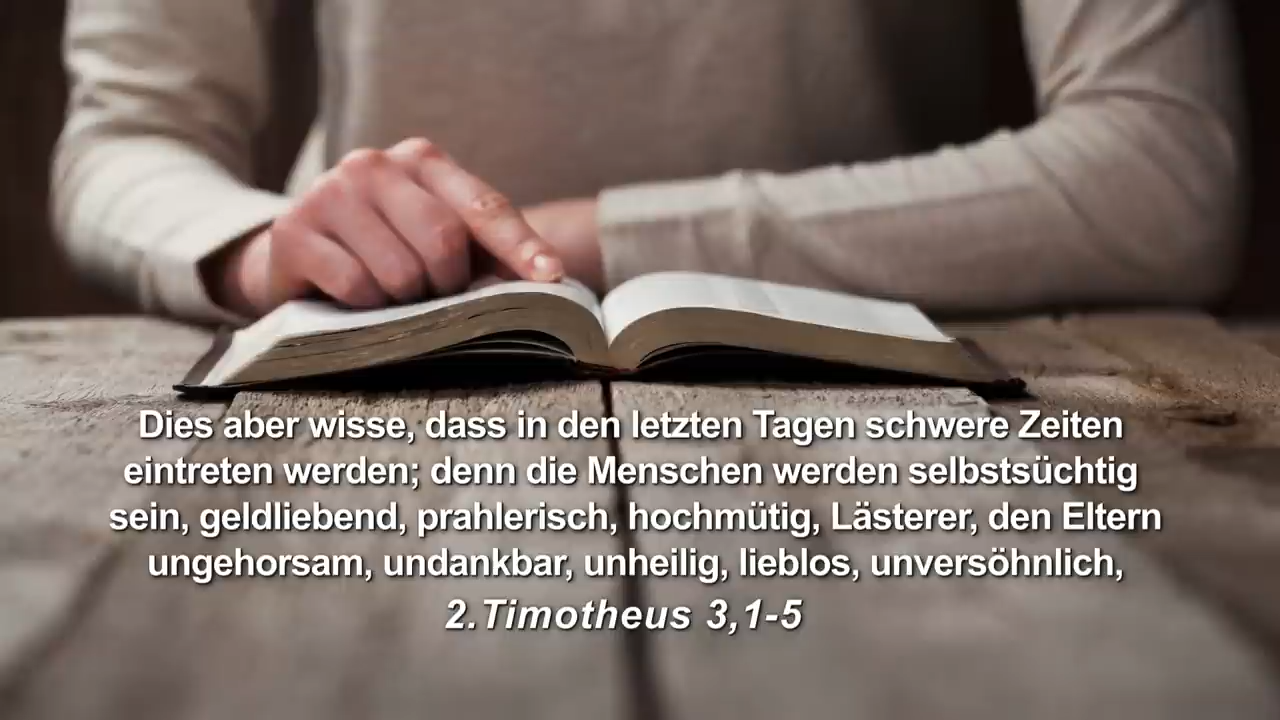 Dies aber wisse, dass in den letzten Tagen schwere Zeiten
eintreten werden; denn die Menschen werden selbstsüchtig
sein, geldliebend, prahlerisch, hochmütig, Lästerer, den Eltern
ungehorsam, undankbar, unheilig, lieblos, unversöhnlich,
2.Timotheus 3,1-5